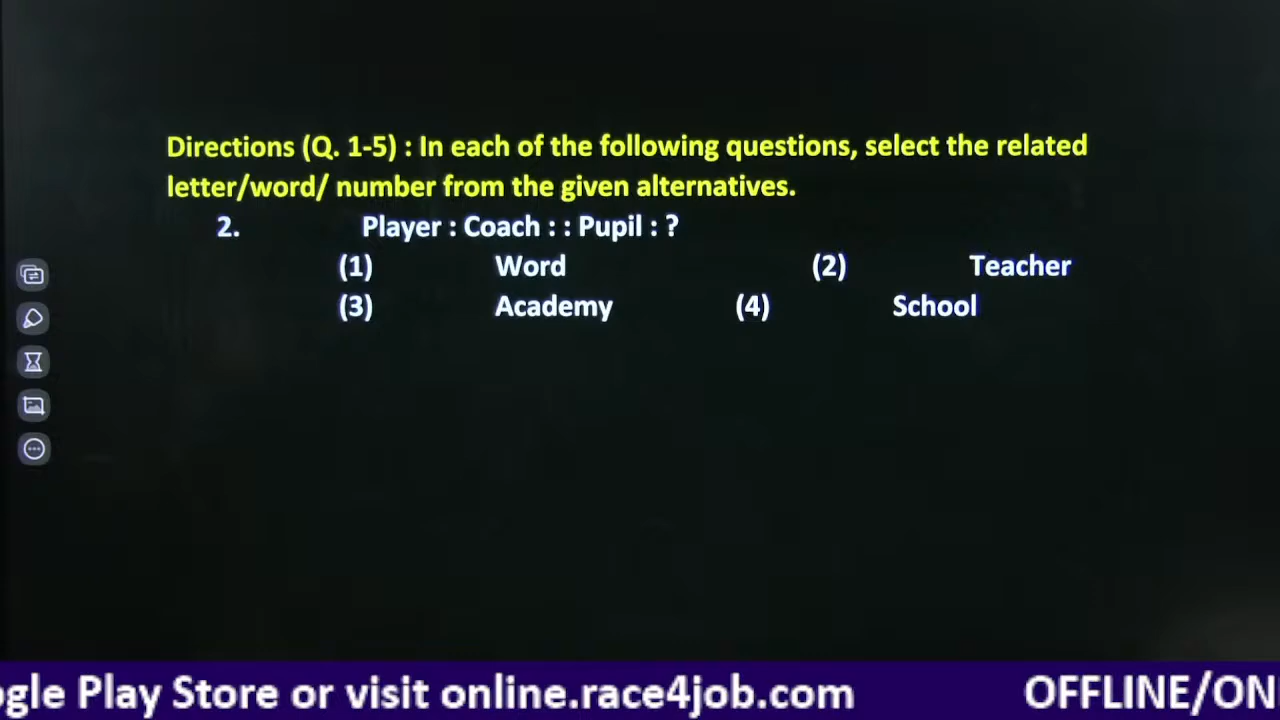 Directions (Q. 1-5) : In each of the following questions, select the related
letter/word/ number from the given alternatives.
2. Player : Coach : : Pupil : ?
(1) Word (2) Teacher
(3) Academy (4) School
ogle Play Store or visit online.race4job.com OFFLINE/ON